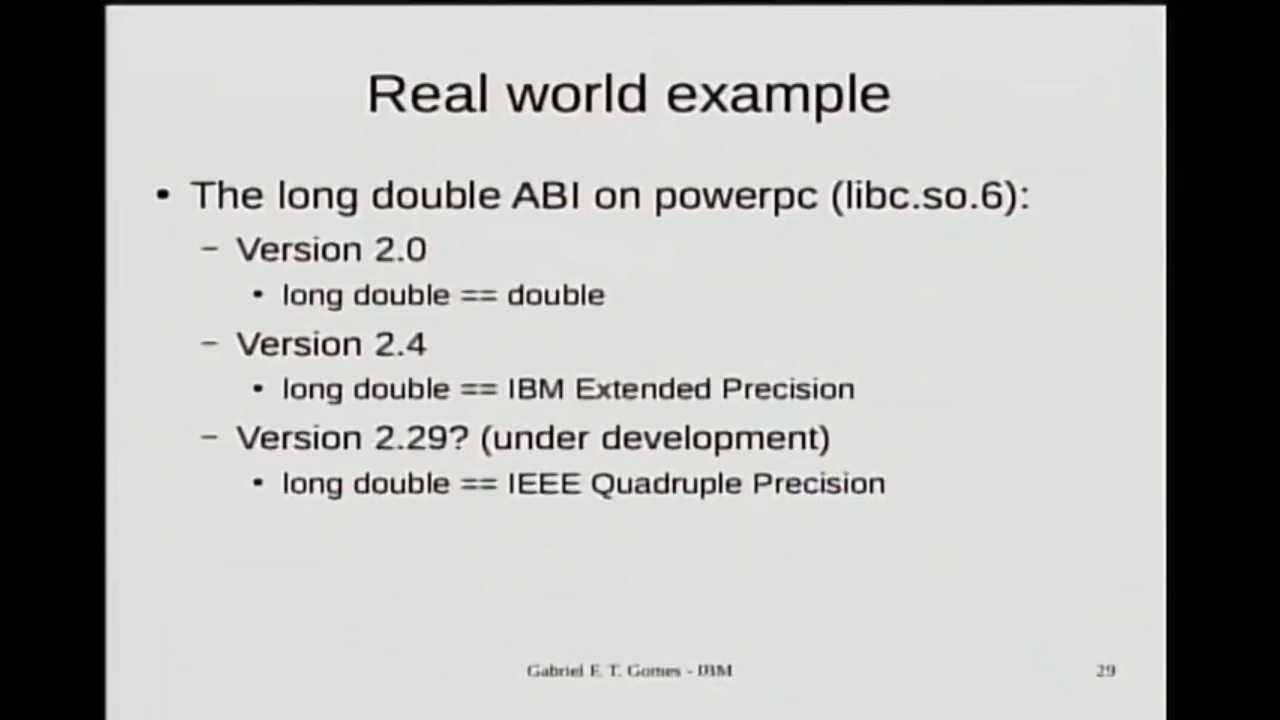 Real world example
• The long double ABI on powerpc (libc.so.6):
– Version 2.0
• long double == double
– Version 2.4
• long double == IBM Extended Precision
– Version 2.29? (under development)
• long double == IEEE Quadruple Precision
Gabriel F. T. Gomes - IBM
29